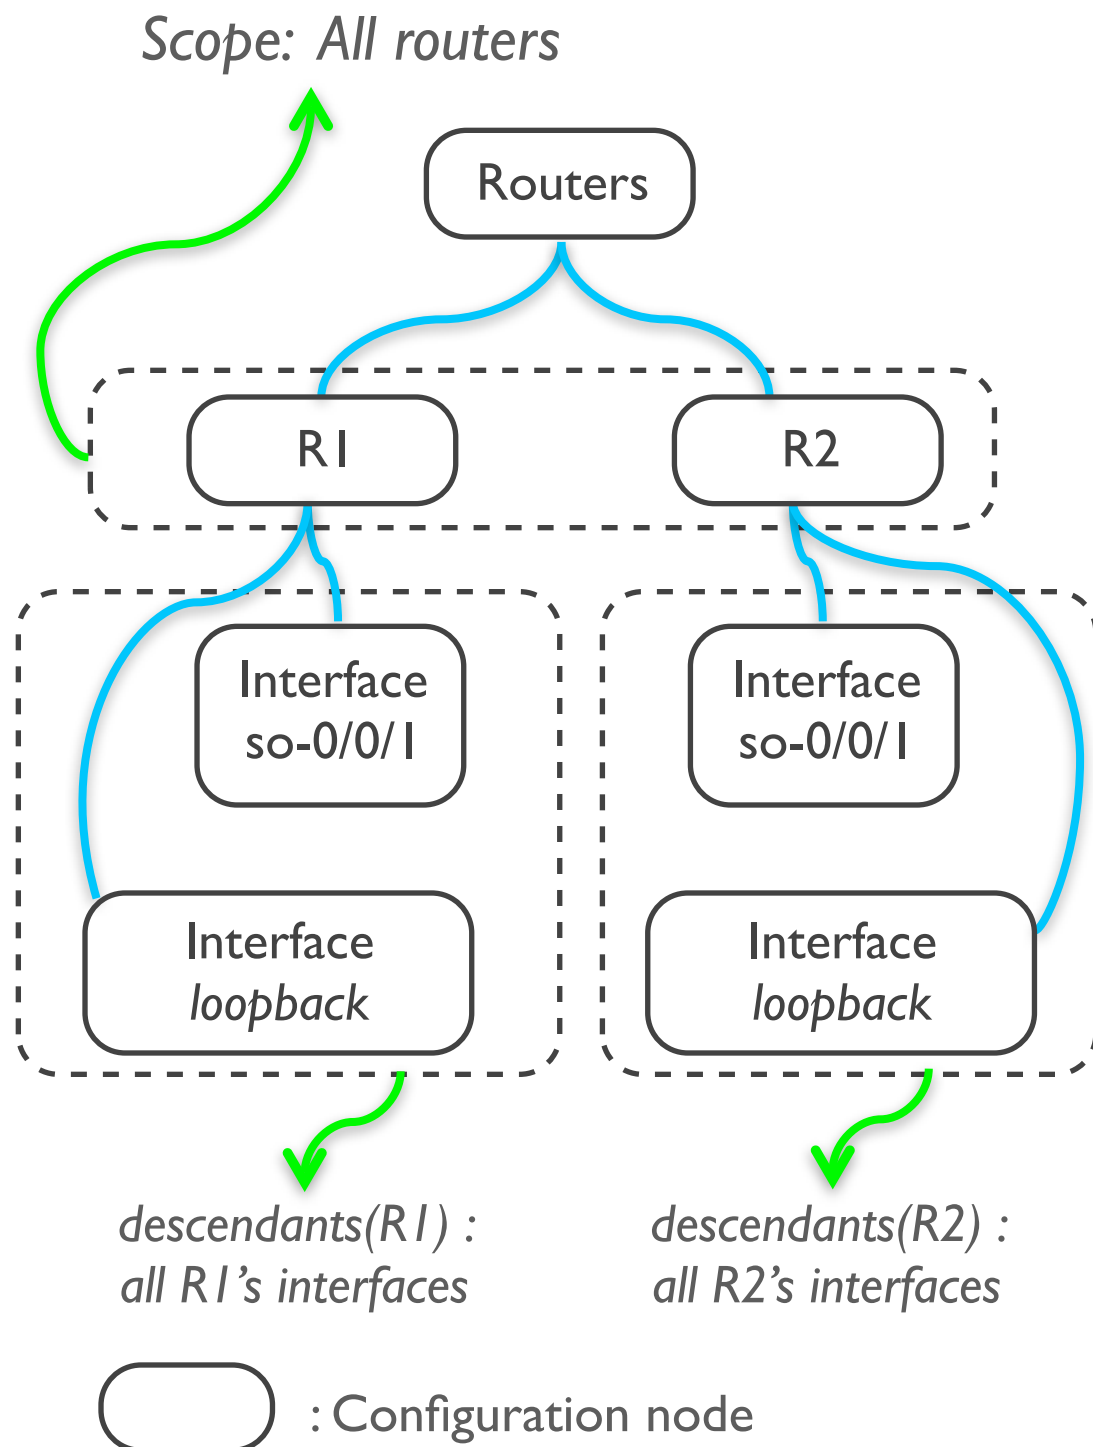 Scope: All routers
Routers
R1
R2
Interface
so-0/0/1
Interface
so-0/0/1
Interface
loopback
Interface
loopback
descendants(R1) :
all R1's interfaces
descendants(R2) :
all R2's interfaces
: Configuration node